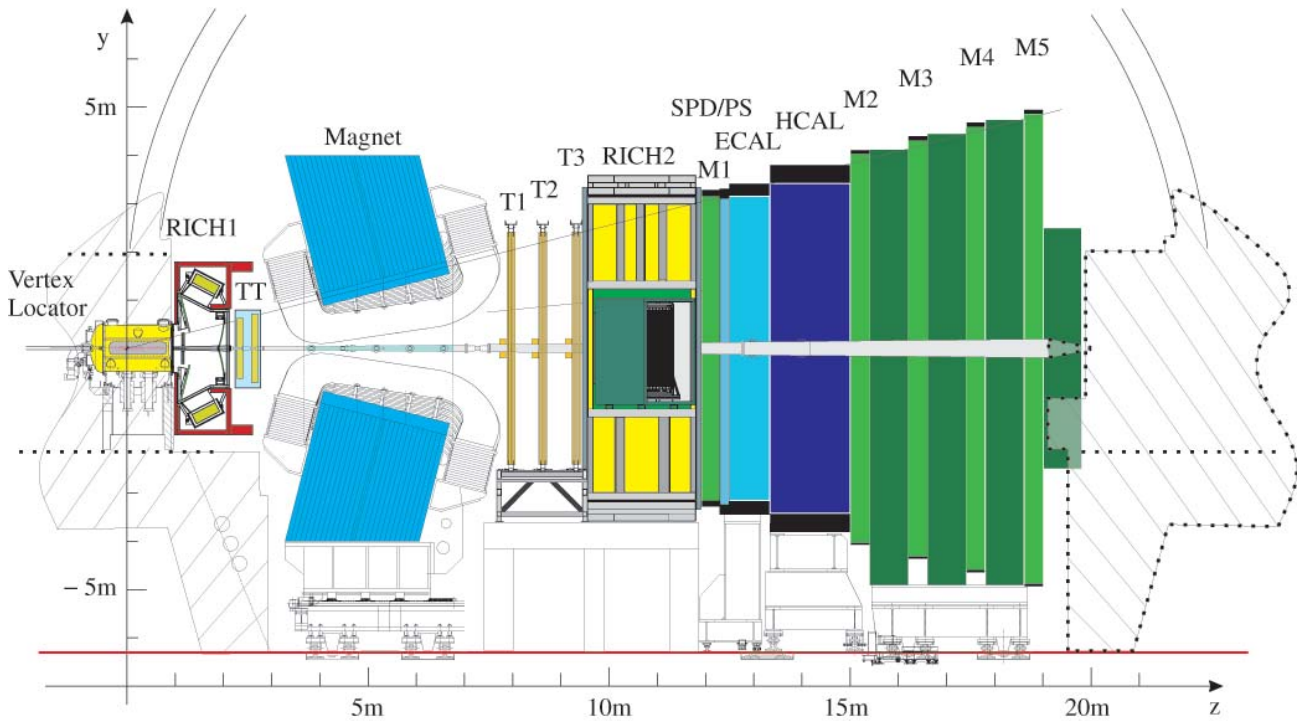 y
5m
Magnet
RICH1
Vertex
Locator
TT
T1
T2
T3
RICH2
SPD/PS
M1
ECAL
HCAL
M2
M3
M4
M5
− 5m
5m
10m
15m
20m
z